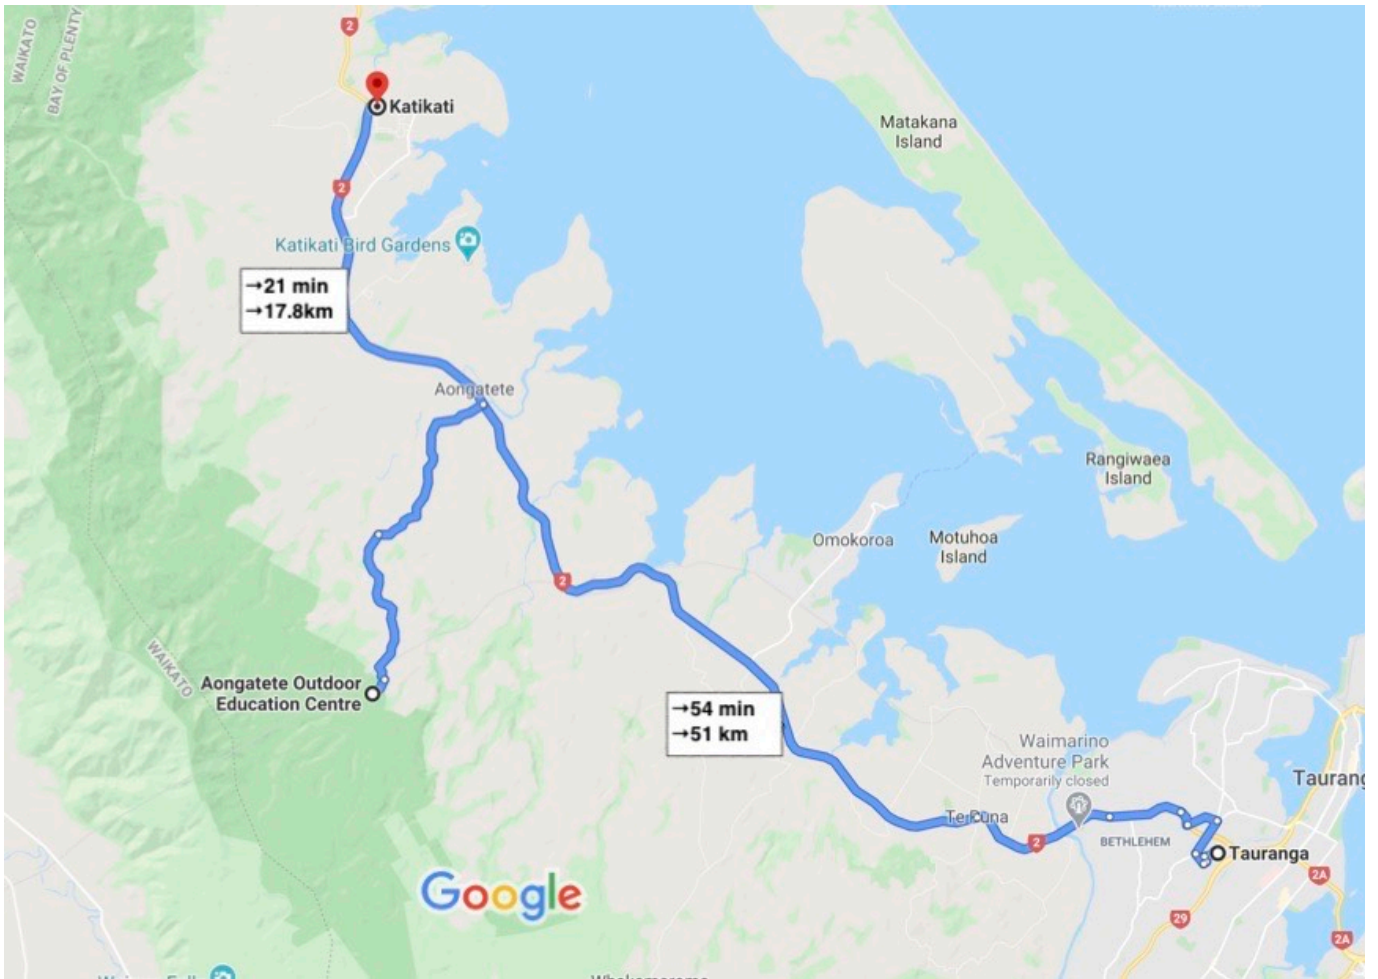 WAIKATO
BAY OF PLENTY
2
Katikati
Matakana
Island
2
Katikati Bird Gardens
→21 min
→17.8km
Aongatete
Rangiwaea
Island
Omokoroa
Motuhoa
Island
2
WAIKATO
Aongatete Outdoor
Education Centre
→54 min
→51 km
Waimarino
Adventure Park
Temporarily closed
Taurang
Te Puna
2
BETHLEHEM
Tauranga
2A
Google
29
2A